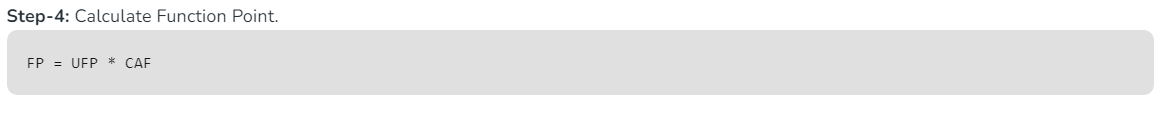 Step-4: Calculate Function Point.
FP = UFP * CAF